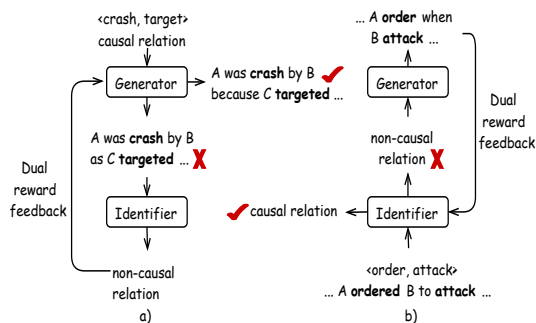 <crash, target>
causal relation
Generator
A was crash by B
because C targeted ...
A was crash by B
as C targeted ...
Dual
reward
feedback
Identifier
non-causal
relation
a)
... A order when
B attack ...
Generator
Dual
reward
feedback
non-causal
relation
causal relation
Identifier
<order, attack>
... A ordered B to attack ...
b)